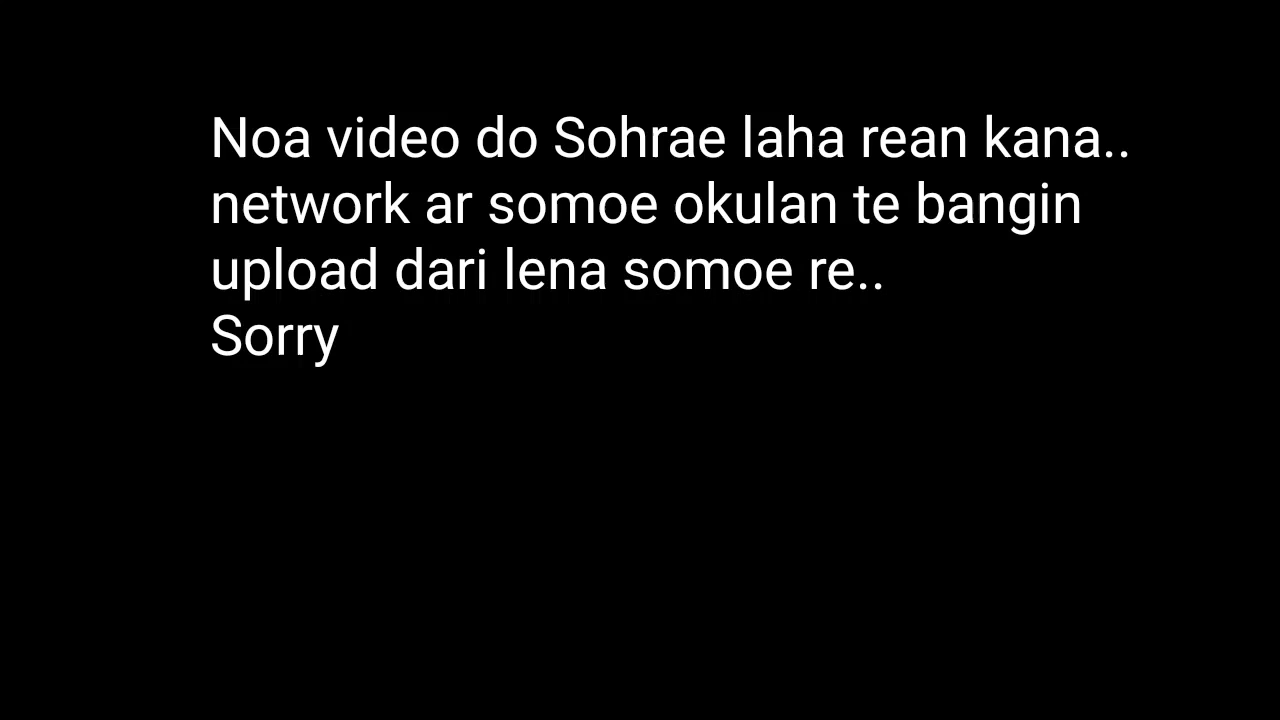 Noa video do Sohrae laha rean kana..
network ar somoe okulan te bangin
upload dari lena somoe re..
Sorry